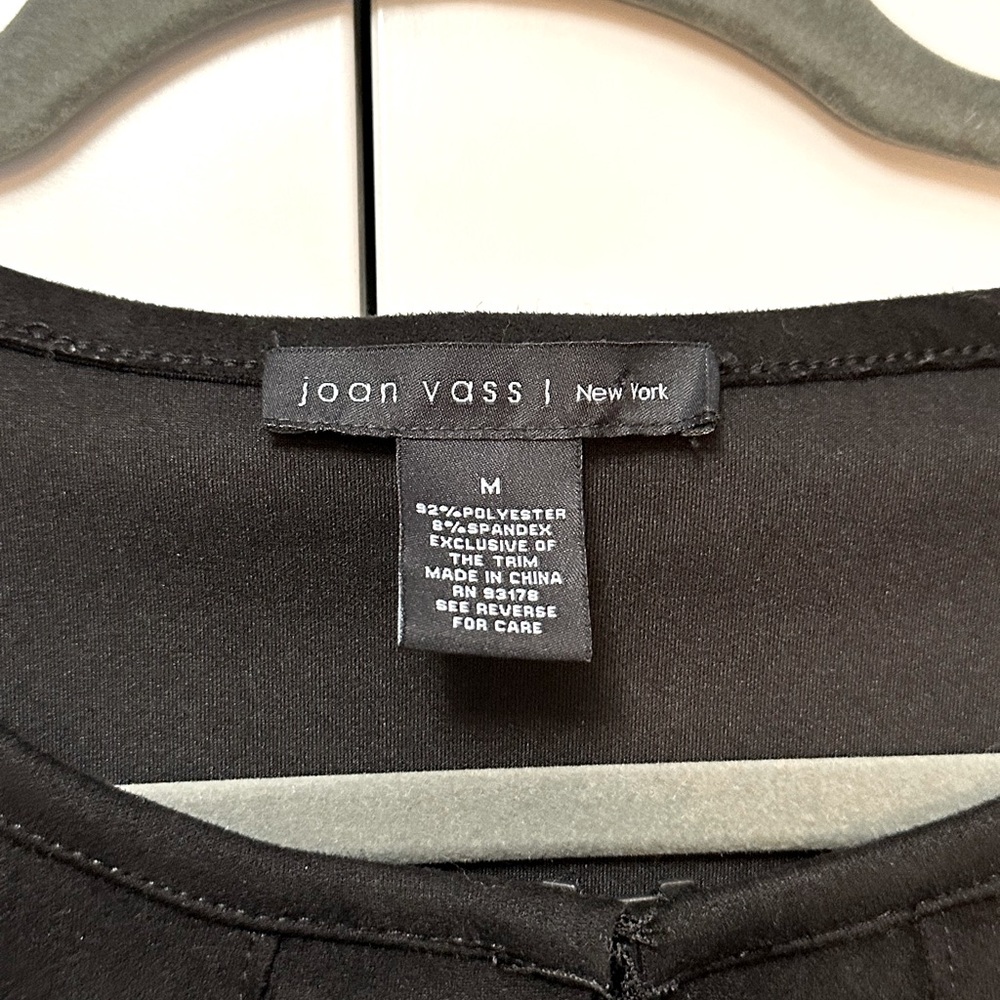 joan vass | New York
M
92%POLYESTER
8%SPANDEX
EXCLUSIVE OF
THE TRIM
MADE IN CHINA
RN 93178
SEE REVERSE
FOR CARE